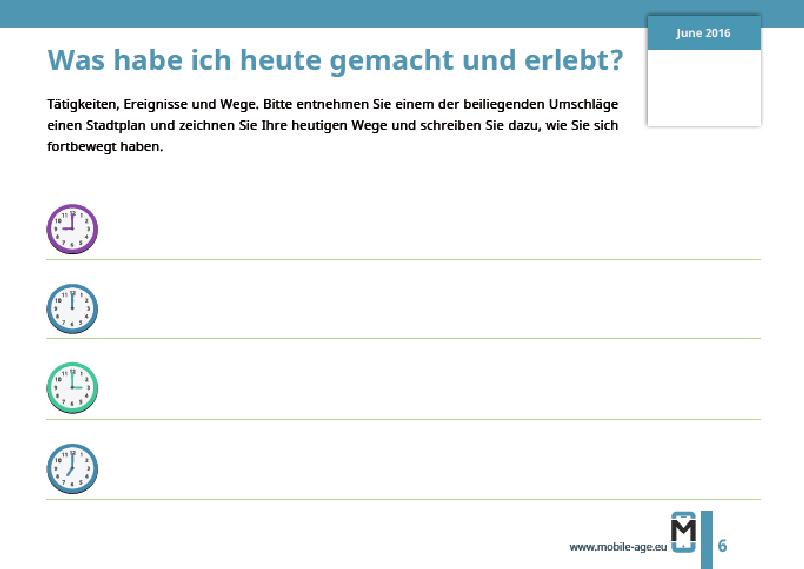 June 2016
Was habe ich heute gemacht und erlebt?
Tätigkeiten, Ereignisse und Wege. Bitte entnehmen Sie einem der beiliegenden Umschläge
einen Stadtplan und zeichnen Sie Ihre heutigen Wege und schreiben Sie dazu, wie Sie sich
fortbewegt haben.
www.mobile-age.eu M 6